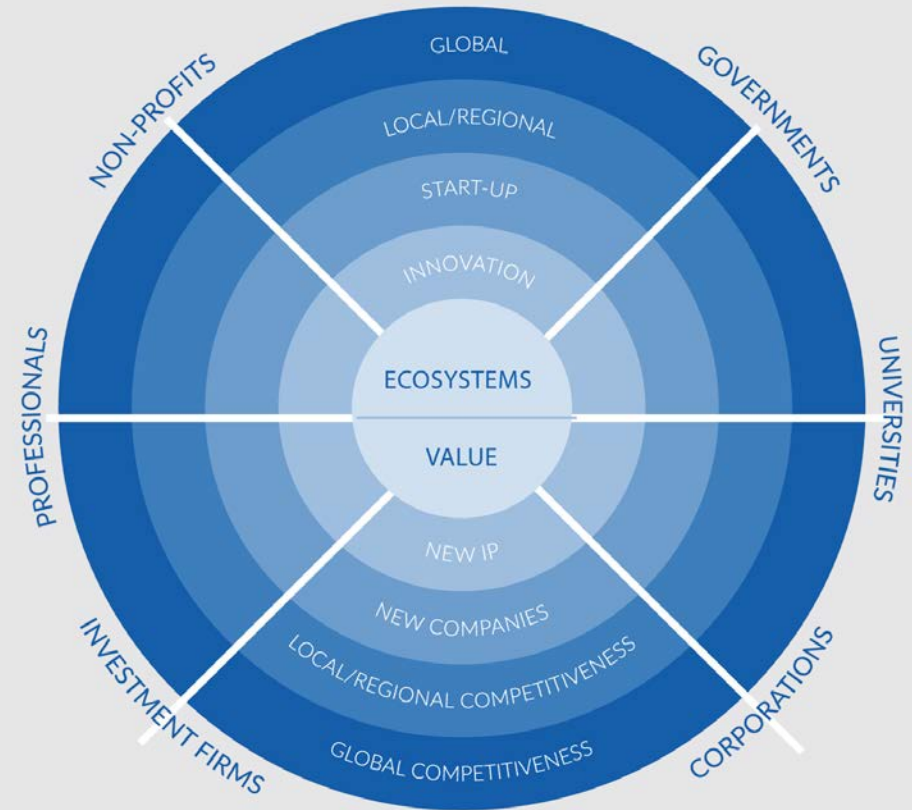 GLOBAL
NON-PROFITS
GOVERNMENTS
LOCAL/REGIONAL
START-UP
INNOVATION
ECOSYSTEMS
PROFESSIONALS
UNIVERSITIES
VALUE
NEW IP
NEW COMPANIES
LOCAL/REGIONAL COMPETITIVENESS
INVESTMENT FIRMS
CORPORATIONS
GLOBAL COMPETITIVENESS